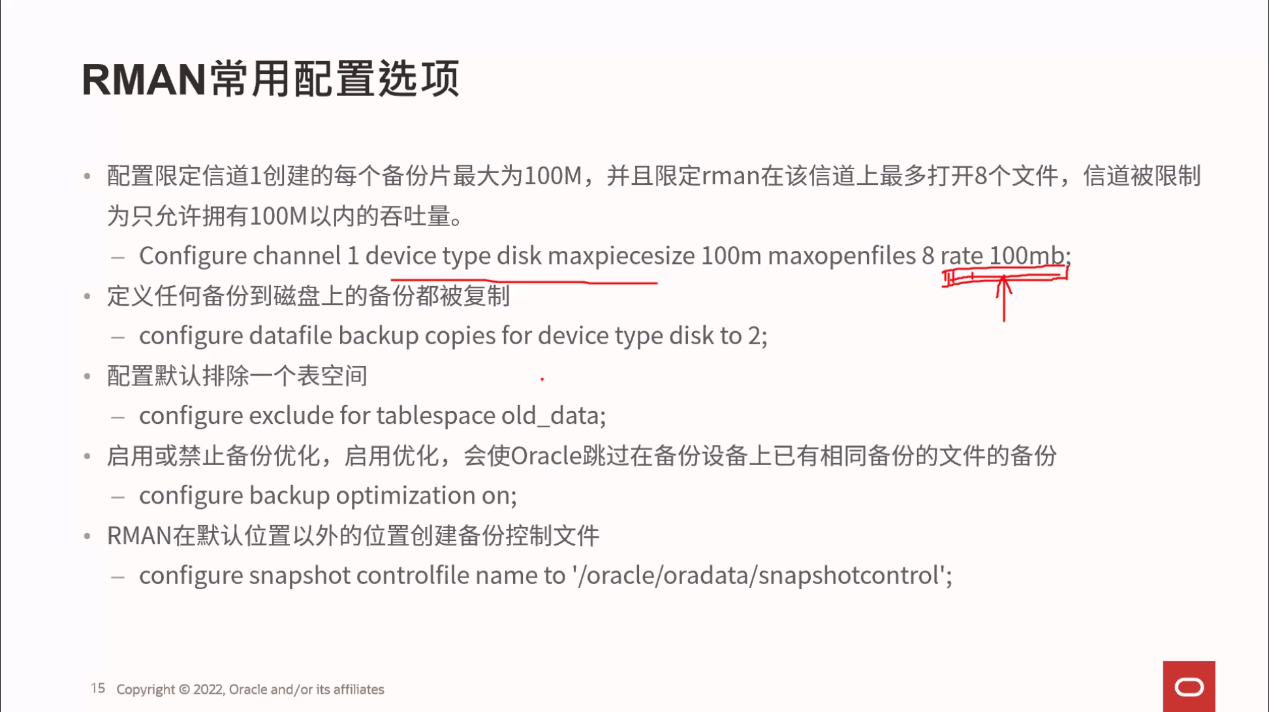 RMAN常用配置选项
• 配置限定信道1创建的每个备份片最大为100M，并且限定rman在该信道上最多打开8个文件，信道被限制
为只允许拥有100M以内的吞吐量。
– Configure channel 1 device type disk maxpiecesize 100m maxopenfiles 8 rate 100mb;
• 定义任何备份到磁盘上的备份都被复制
– configure datafile backup copies for device type disk to 2;
• 配置默认排除一个表空间
– configure exclude for tablespace old_data;
• 启用或禁止备份优化，启用优化，会使Oracle跳过在备份设备上已有相同备份的文件的备份
– configure backup optimization on;
• RMAN在默认位置以外的位置创建备份控制文件
– configure snapshot controlfile name to '/oracle/oradata/snapshotcontrol';
15 Copyright © 2022, Oracle and/or its affiliates